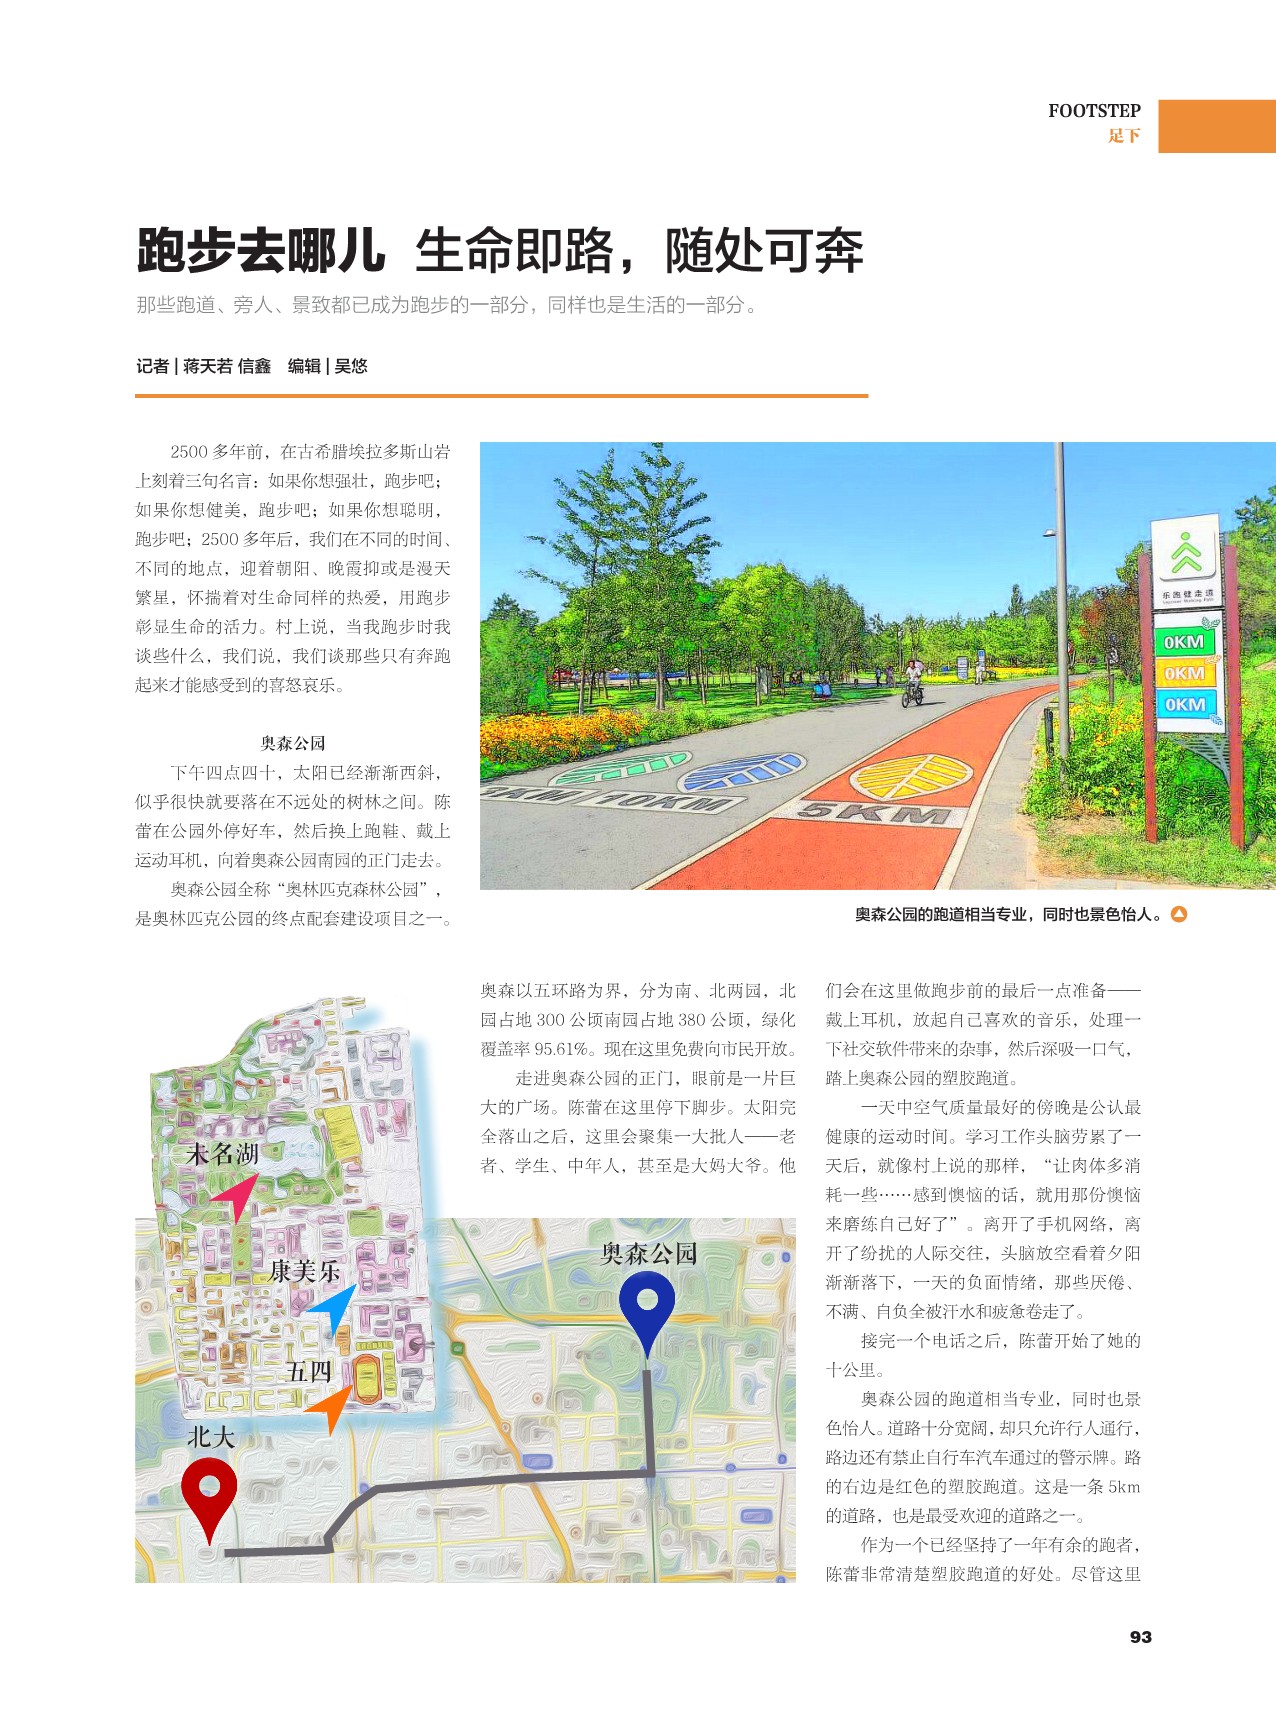 FOOTSTEP
足下
跑步去哪儿 生命即路，随处可奔
那些跑道、旁人、景致都已成为跑步的一部分，同样也是生活的一部分。
记者 | 蒋天若 信鑫　编辑 | 吴悠
2500 多年前，在古希腊埃拉多斯山岩
上刻着三句名言：如果你想强壮，跑步吧；
如果你想健美，跑步吧；如果你想聪明，
跑步吧；2500 多年后，我们在不同的时间、
不同的地点，迎着朝阳、晚霞抑或是漫天
繁星，怀揣着对生命同样的热爱，用跑步
彰显生命的活力。村上说，当我跑步时我
谈些什么，我们说，我们谈那些只有奔跑
起来才能感受到的喜怒哀乐。
奥森公园
下午四点四十，太阳已经渐渐西斜，
似乎很快就要落在不远处的树林之间。陈
蕾在公园外停好车，然后换上跑鞋、戴上
运动耳机，向着奥森公园南园的正门走去。
奥森公园全称“奥林匹克森林公园”，
是奥林匹克公园的终点配套建设项目之一。
乐跑健走道
0KM
0KM
0KM
10KM
5KM
奥森公园的跑道相当专业，同时也景色怡人。
奥森以五环路为界，分为南、北两园，北
园占地 300 公顷南园占地 380 公顷，绿化
覆盖率 95.61%。现在这里免费向市民开放。
走进奥森公园的正门，眼前是一片巨
大的广场。陈蕾在这里停下脚步。太阳完
全落山之后，这里会聚集一大批人——老
者、学生、中年人，甚至是大妈大爷。他
们会在这里做跑步前的最后一点准备——
戴上耳机，放起自己喜欢的音乐，处理一
下社交软件带来的杂事，然后深吸一口气，
踏上奥森公园的塑胶跑道。
一天中空气质量最好的傍晚是公认最
健康的运动时间。学习工作头脑劳累了一
天后，就像村上说的那样，“让肉体多消
耗一些……感到懊恼的话，就用那份懊恼
来磨练自己好了”。离开了手机网络，离
开了纷扰的人际交往，头脑放空看着夕阳
渐渐落下，一天的负面情绪，那些厌倦、
不满、自负全被汗水和疲惫卷走了。
接完一个电话之后，陈蕾开始了她的
十公里。
奥森公园的跑道相当专业，同时也景
色怡人。道路十分宽阔，却只允许行人通行，
路边还有禁止自行车汽车通过的警示牌。路
的右边是红色的塑胶跑道。这是一条 5km
的道路，也是最受欢迎的道路之一。
作为一个已经坚持了一年有余的跑者，
陈蕾非常清楚塑胶跑道的好处。尽管这里
未名湖
康美乐
五四
北大
奥森公园
93